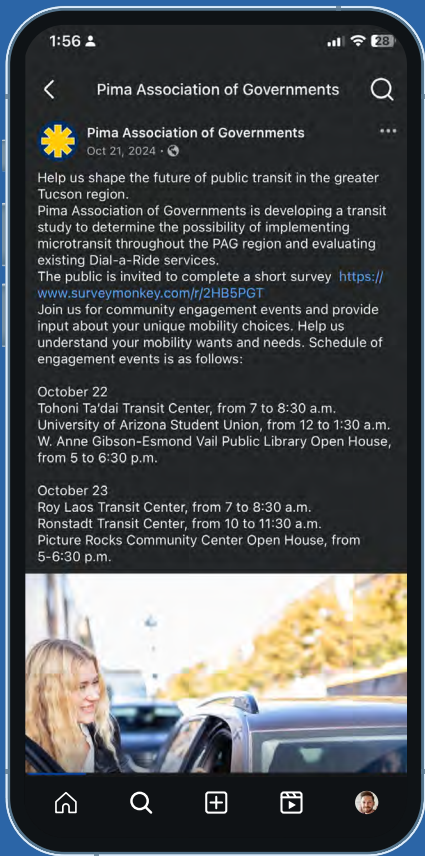 1:56
28
Pima Association of Governments
Pima Association of Governments
Oct 21, 2024 ·
Help us shape the future of public transit in the greater
Tucson region.
Pima Association of Governments is developing a transit
study to determine the possibility of implementing
microtransit throughout the PAG region and evaluating
existing Dial-a-Ride services.
The public is invited to complete a short survey https://
www.surveymonkey.com/r/2HB5PGT
Join us for community engagement events and provide
input about your unique mobility choices. Help us
understand your mobility wants and needs. Schedule of
engagement events is as follows:
October 22
Tohoni Ta'dai Transit Center, from 7 to 8:30 a.m.
University of Arizona Student Union, from 12 to 1:30 a.m.
W. Anne Gibson-Esmond Vail Public Library Open House,
from 5 to 6:30 p.m.
October 23
Roy Laos Transit Center, from 7 to 8:30 a.m.
Ronstadt Transit Center, from 10 to 11:30 a.m.
Picture Rocks Community Center Open House, from
5-6:30 p.m.